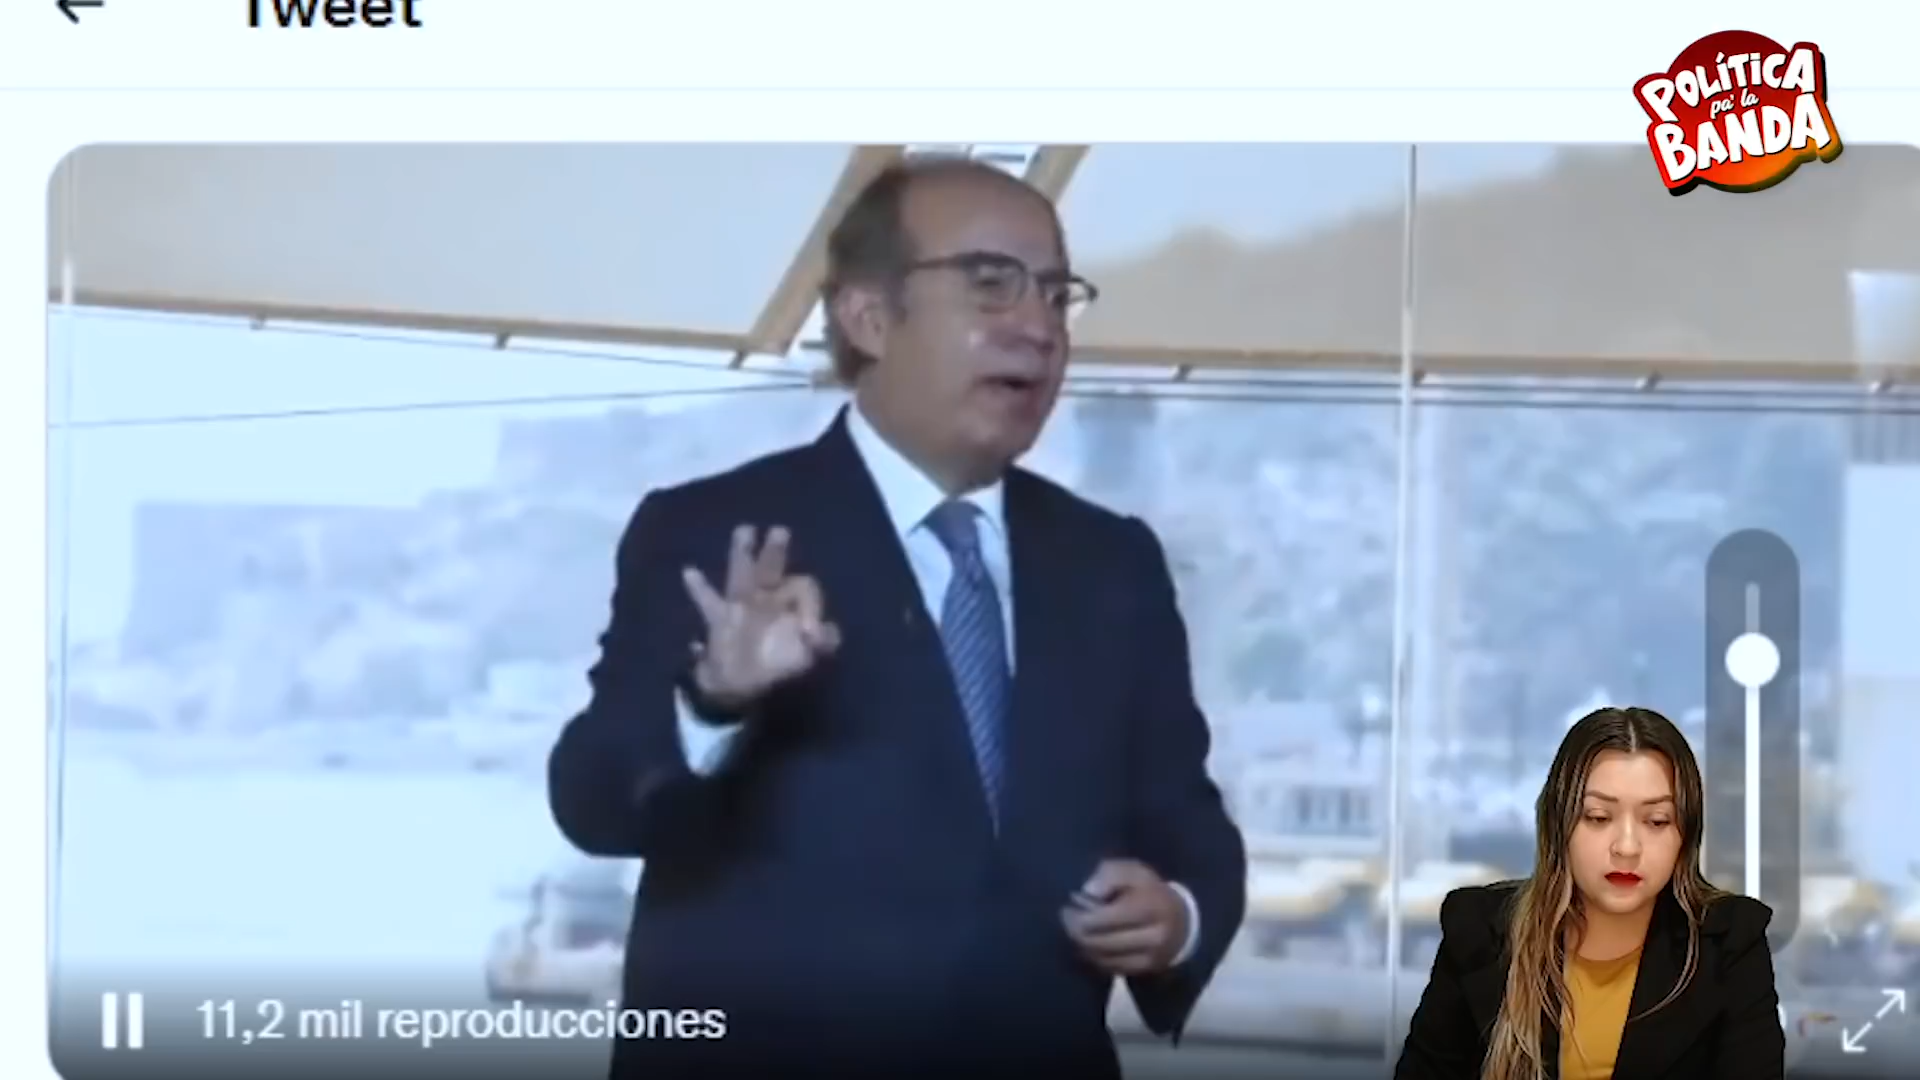 Tweet
POLÍTICA
pa' la
BANDA
11,2 mil reproducciones